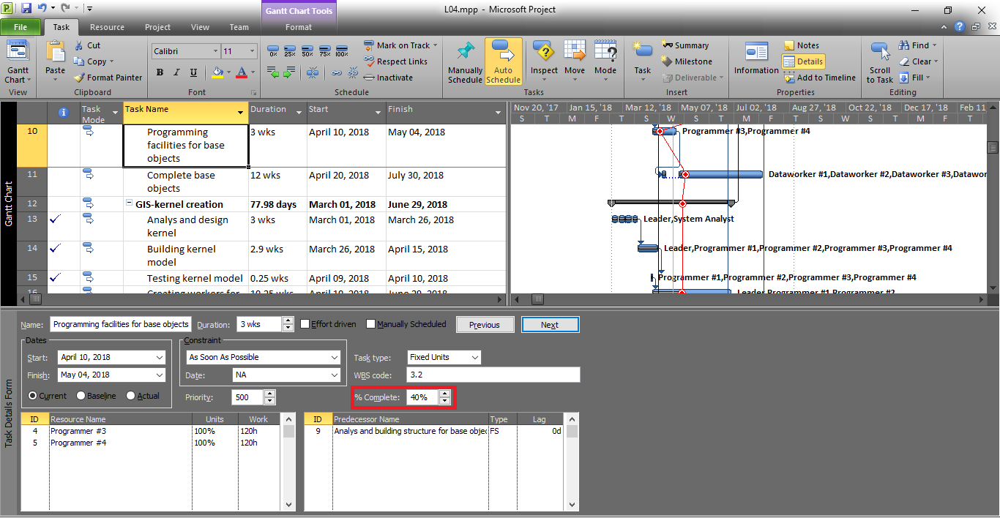 L04.mpp - Microsoft Project
Gantt Chart Tools
File Task Resource Project View Team Format
Gantt Chart
View
Paste
Cut
Copy
Format Painter
Clipboard
Calibri 11
B I U A
Font
0% 25% 50% 75% 100%
Mark on Track
Respect Links
Inactivate
Schedule
Manually Schedule
Auto Schedule
Inspect
Move
Mode
Tasks
Task
Summary
Milestone
Deliverable
Insert
Information
Notes
Details
Add to Timeline
Properties
Scroll to Task
Find
Clear
Fill
Editing
Gantt Chart
Task Mode Task Name Duration Start Finish
10 Programming facilities for base objects 3 wks April 10, 2018 May 04, 2018
11 Complete base objects 12 wks April 20, 2018 July 30, 2018
12 GIS-kernel creation 77.98 days March 01, 2018 June 29, 2018
13 Analys and design kernel 3 wks March 01, 2018 March 26, 2018
14 Building kernel model 2.9 wks March 26, 2018 April 15, 2018
15 Testing kernel model 0.25 wks April 09, 2018 April 10, 2018
16 Creating workers for 10.25 wks April 10, 2018 June 29, 2018
Nov 20, '17 Jan 15, '18 Mar 12, '18 May 07, '18 Jul 02, '18 Aug 27, '18 Oct 22, '18 Dec 17, '18 Feb 11
S T M F T S W S T M F T S W S T M F T
Programmer #3,Programmer #4
Dataworker #1,Dataworker #2,Dataworker #3,Datawor
Leader,System Analyst
Leader,Programmer #1,Programmer #2,Programmer #3,Programmer #4
Programmer #1,Programmer #2,Programmer #3,Programmer #4
Leader,Programmer #1,Programmer #2
Task Details Form
Name: Programming facilities for base objects Duration: 3 wks Effort driven Manually Scheduled Previous Next
Dates
Start: April 10, 2018
Finish: May 04, 2018
Current Baseline Actual
Constraint
As Soon As Possible
Date: NA
Priority: 500
Task type: Fixed Units
WBS code: 3.2
% Complete: 40%
ID Resource Name Units Work
4 Programmer #3 100% 120h
5 Programmer #4 100% 120h
ID Predecessor Name Type Lag
9 Analys and building structure for base objec FS 0d